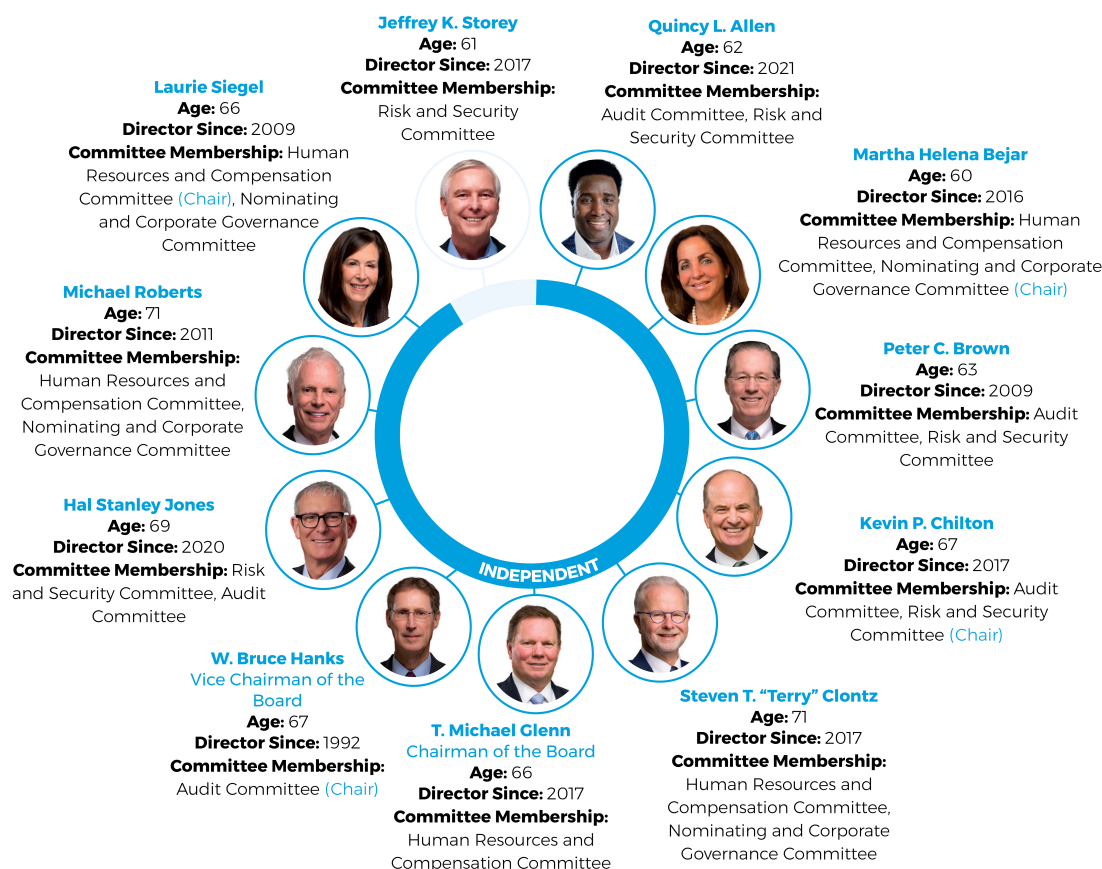 Jeffrey K. Storey
Age: 61
Director Since: 2017
Committee Membership:
Risk and Security
Committee
Quincy L. Allen
Age: 62
Director Since: 2021
Committee Membership:
Audit Committee, Risk and
Security Committee
Martha Helena Bejar
Age: 60
Director Since: 2016
Committee Membership: Human
Resources and Compensation
Committee, Nominating and Corporate
Governance Committee (Chair)
Peter C. Brown
Age: 63
Director Since: 2009
Committee Membership: Audit
Committee, Risk and Security
Committee
Kevin P. Chilton
Age: 67
Director Since: 2017
Committee Membership: Audit
Committee, Risk and Security
Committee (Chair)
Steven T. “Terry” Clontz
Age: 71
Director Since: 2017
Committee Membership:
Human Resources and
Compensation Committee,
Nominating and Corporate
Governance Committee
T. Michael Glenn
Chairman of the Board
Age: 66
Director Since: 2017
Committee Membership:
Human Resources and
Compensation Committee
W. Bruce Hanks
Vice Chairman of the
Board
Age: 67
Director Since: 1992
Committee Membership:
Audit Committee (Chair)
Hal Stanley Jones
Age: 69
Director Since: 2020
Committee Membership: Risk
and Security Committee, Audit
Committee
Michael Roberts
Age: 71
Director Since: 2011
Committee Membership:
Human Resources and
Compensation Committee,
Nominating and Corporate
Governance Committee
Laurie Siegel
Age: 66
Director Since: 2009
Committee Membership: Human
Resources and Compensation
Committee (Chair), Nominating
and Corporate Governance
Committee
INDEPENDENT